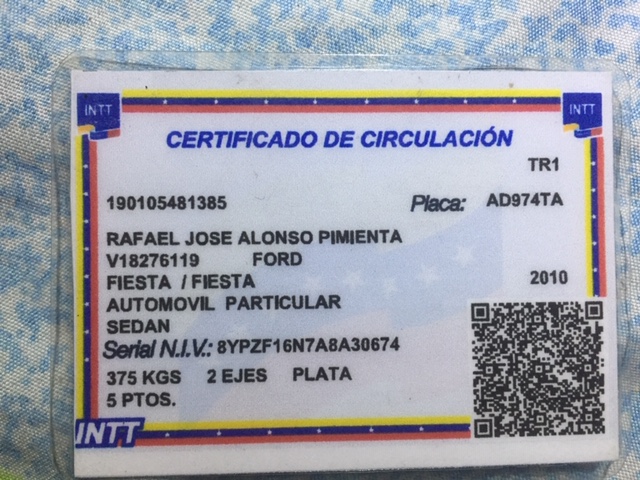 INTT
INTT
INTT
CERTIFICADO DE CIRCULACIÓN
TR1
190105481385 Placa: AD974TA
RAFAEL JOSE ALONSO PIMIENTA
V18276119 FORD
FIESTA / FIESTA 2010
AUTOMOVIL PARTICULAR
SEDAN
Serial N.I.V.: 8YPZF16N7A8A30674
375 KGS 2 EJES PLATA
5 PTOS.